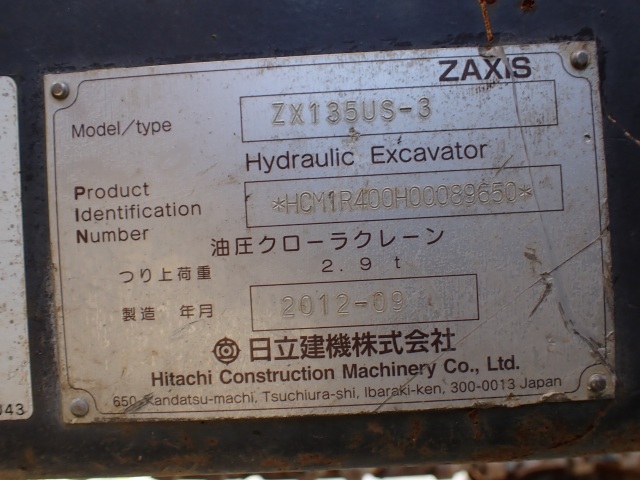 ZAXIS
Model/type ZX135US-3
Hydraulic Excavator
Product
Identification *HCM1R400H00089650*
Number
油圧クローラクレーン
つり上荷重 2.9 t
製造 年月 2012-09
日立建機株式会社
Hitachi Construction Machinery Co., Ltd.
650, Kandatsu-machi, Tsuchiura-shi, Ibaraki-ken, 300-0013 Japan
043